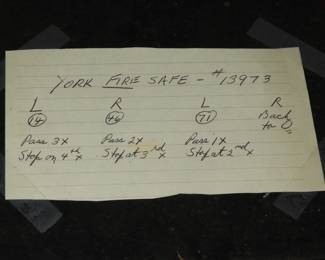 YORK FIRE SAFE - #13973
L R L R
14 46 71 Back to 0
Pass 3x Pass 2x Pass 1x
Stop on 4th x Stop at 3rd x Stop at 2nd x